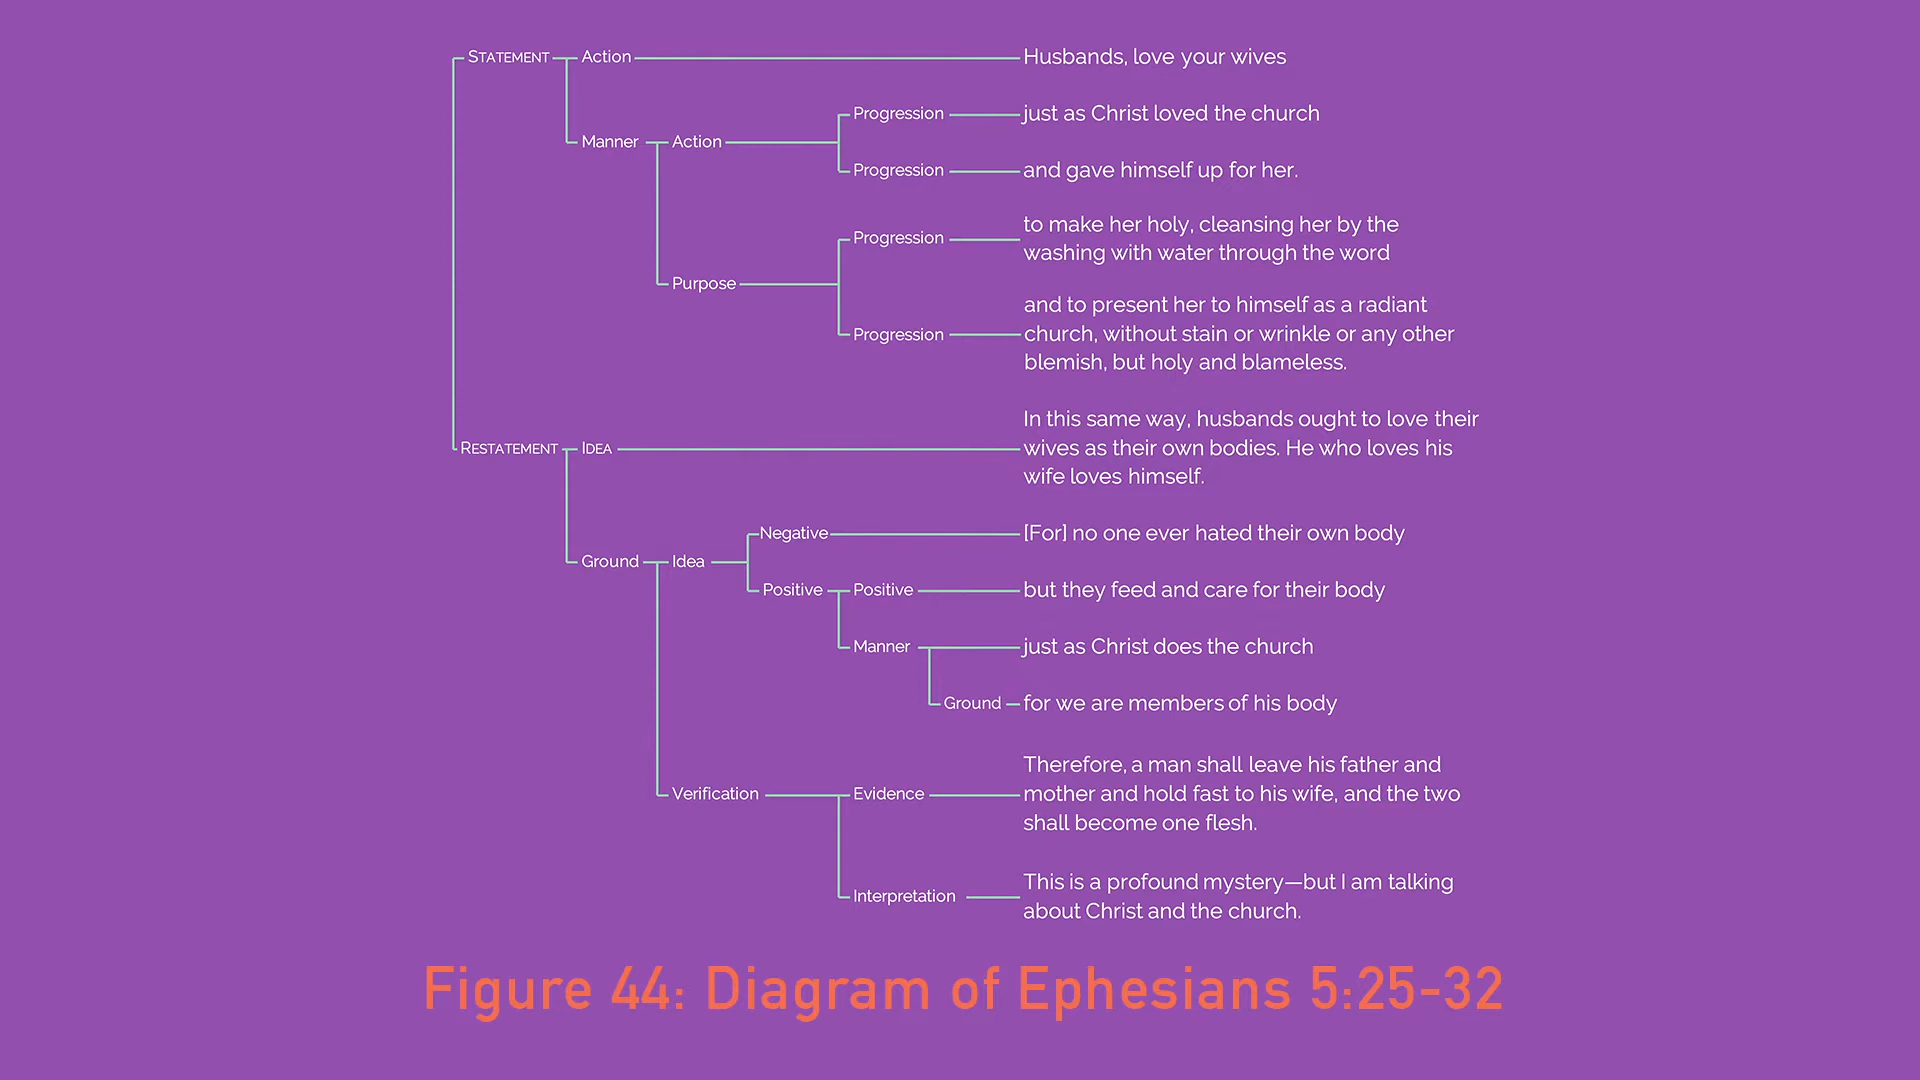 STATEMENT Action Husbands, love your wives
Progression just as Christ loved the church
Manner Action
Progression and gave himself up for her.
to make her holy, cleansing her by the
Progression
washing with water through the word
Purpose
and to present her to himself as a radiant
Progression church, without stain or wrinkle or any other
blemish, but holy and blameless.
In this same way, husbands ought to love their
RESTATEMENT IDEA wives as their own bodies. He who loves his
wife loves himself.
Negative [For] no one ever hated their own body
Ground Idea
Positive Positive but they feed and care for their body
Manner just as Christ does the church
Ground for we are members of his body
Therefore, a man shall leave his father and
Verification Evidence mother and hold fast to his wife, and the two
shall become one flesh.
This is a profound mystery—but I am talking
Interpretation
about Christ and the church.
Figure 44: Diagram of Ephesians 5:25-32